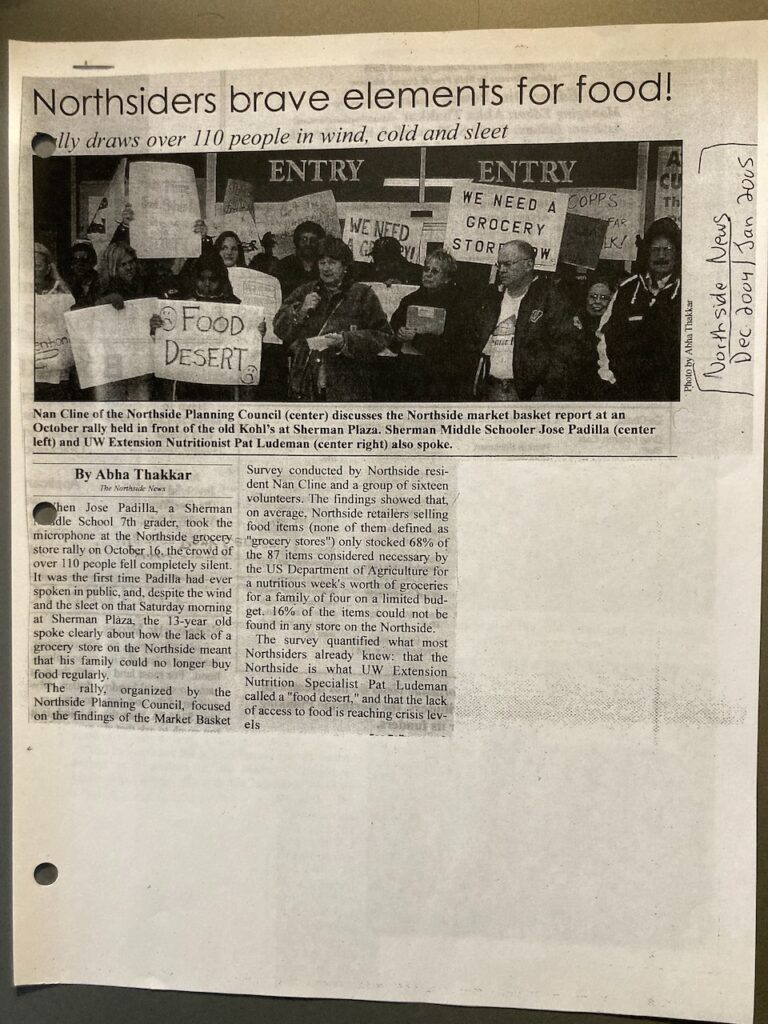 Northsiders brave elements for food!
ally draws over 110 people in wind, cold and sleet
ENTRY
ENTRY
WE NEED A
GROCERY
STORE NOW
WE NEED
A GROCERY!
COPPS
FOOD
DESERT
Photo by Abha Thakkar
Northside News
Dec 2004/Jan 2005
Nan Cline of the Northside Planning Council (center) discusses the Northside market basket report at an
October rally held in front of the old Kohl's at Sherman Plaza. Sherman Middle Schooler Jose Padilla (center
left) and UW Extension Nutritionist Pat Ludeman (center right) also spoke.
By Abha Thakkar
The Northside News
hen Jose Padilla, a Sherman
dle School 7th grader, took the
microphone at the Northside grocery
store rally on October 16, the crowd of
over 110 people fell completely silent.
It was the first time Padilla had ever
spoken in public, and, despite the wind
and the sleet on that Saturday morning
at Sherman Plaza, the 13-year old
spoke clearly about how the lack of a
grocery store on the Northside meant
that his family could no longer buy
food regularly.
The rally, organized by the
Northside Planning Council, focused
on the findings of the Market Basket
Survey conducted by Northside resi-
dent Nan Cline and a group of sixteen
volunteers. The findings showed that,
on average, Northside retailers selling
food items (none of them defined as
"grocery stores") only stocked 68% of
the 87 items considered necessary by
the US Department of Agriculture for
a nutritious week's worth of groceries
for a family of four on a limited bud-
get. 16% of the items could not be
found in any store on the Northside.
The survey quantified what most
Northsiders already knew: that the
Northside is what UW Extension
Nutrition Specialist Pat Ludeman
called a "food desert," and that the lack
of access to food is reaching crisis lev-
els